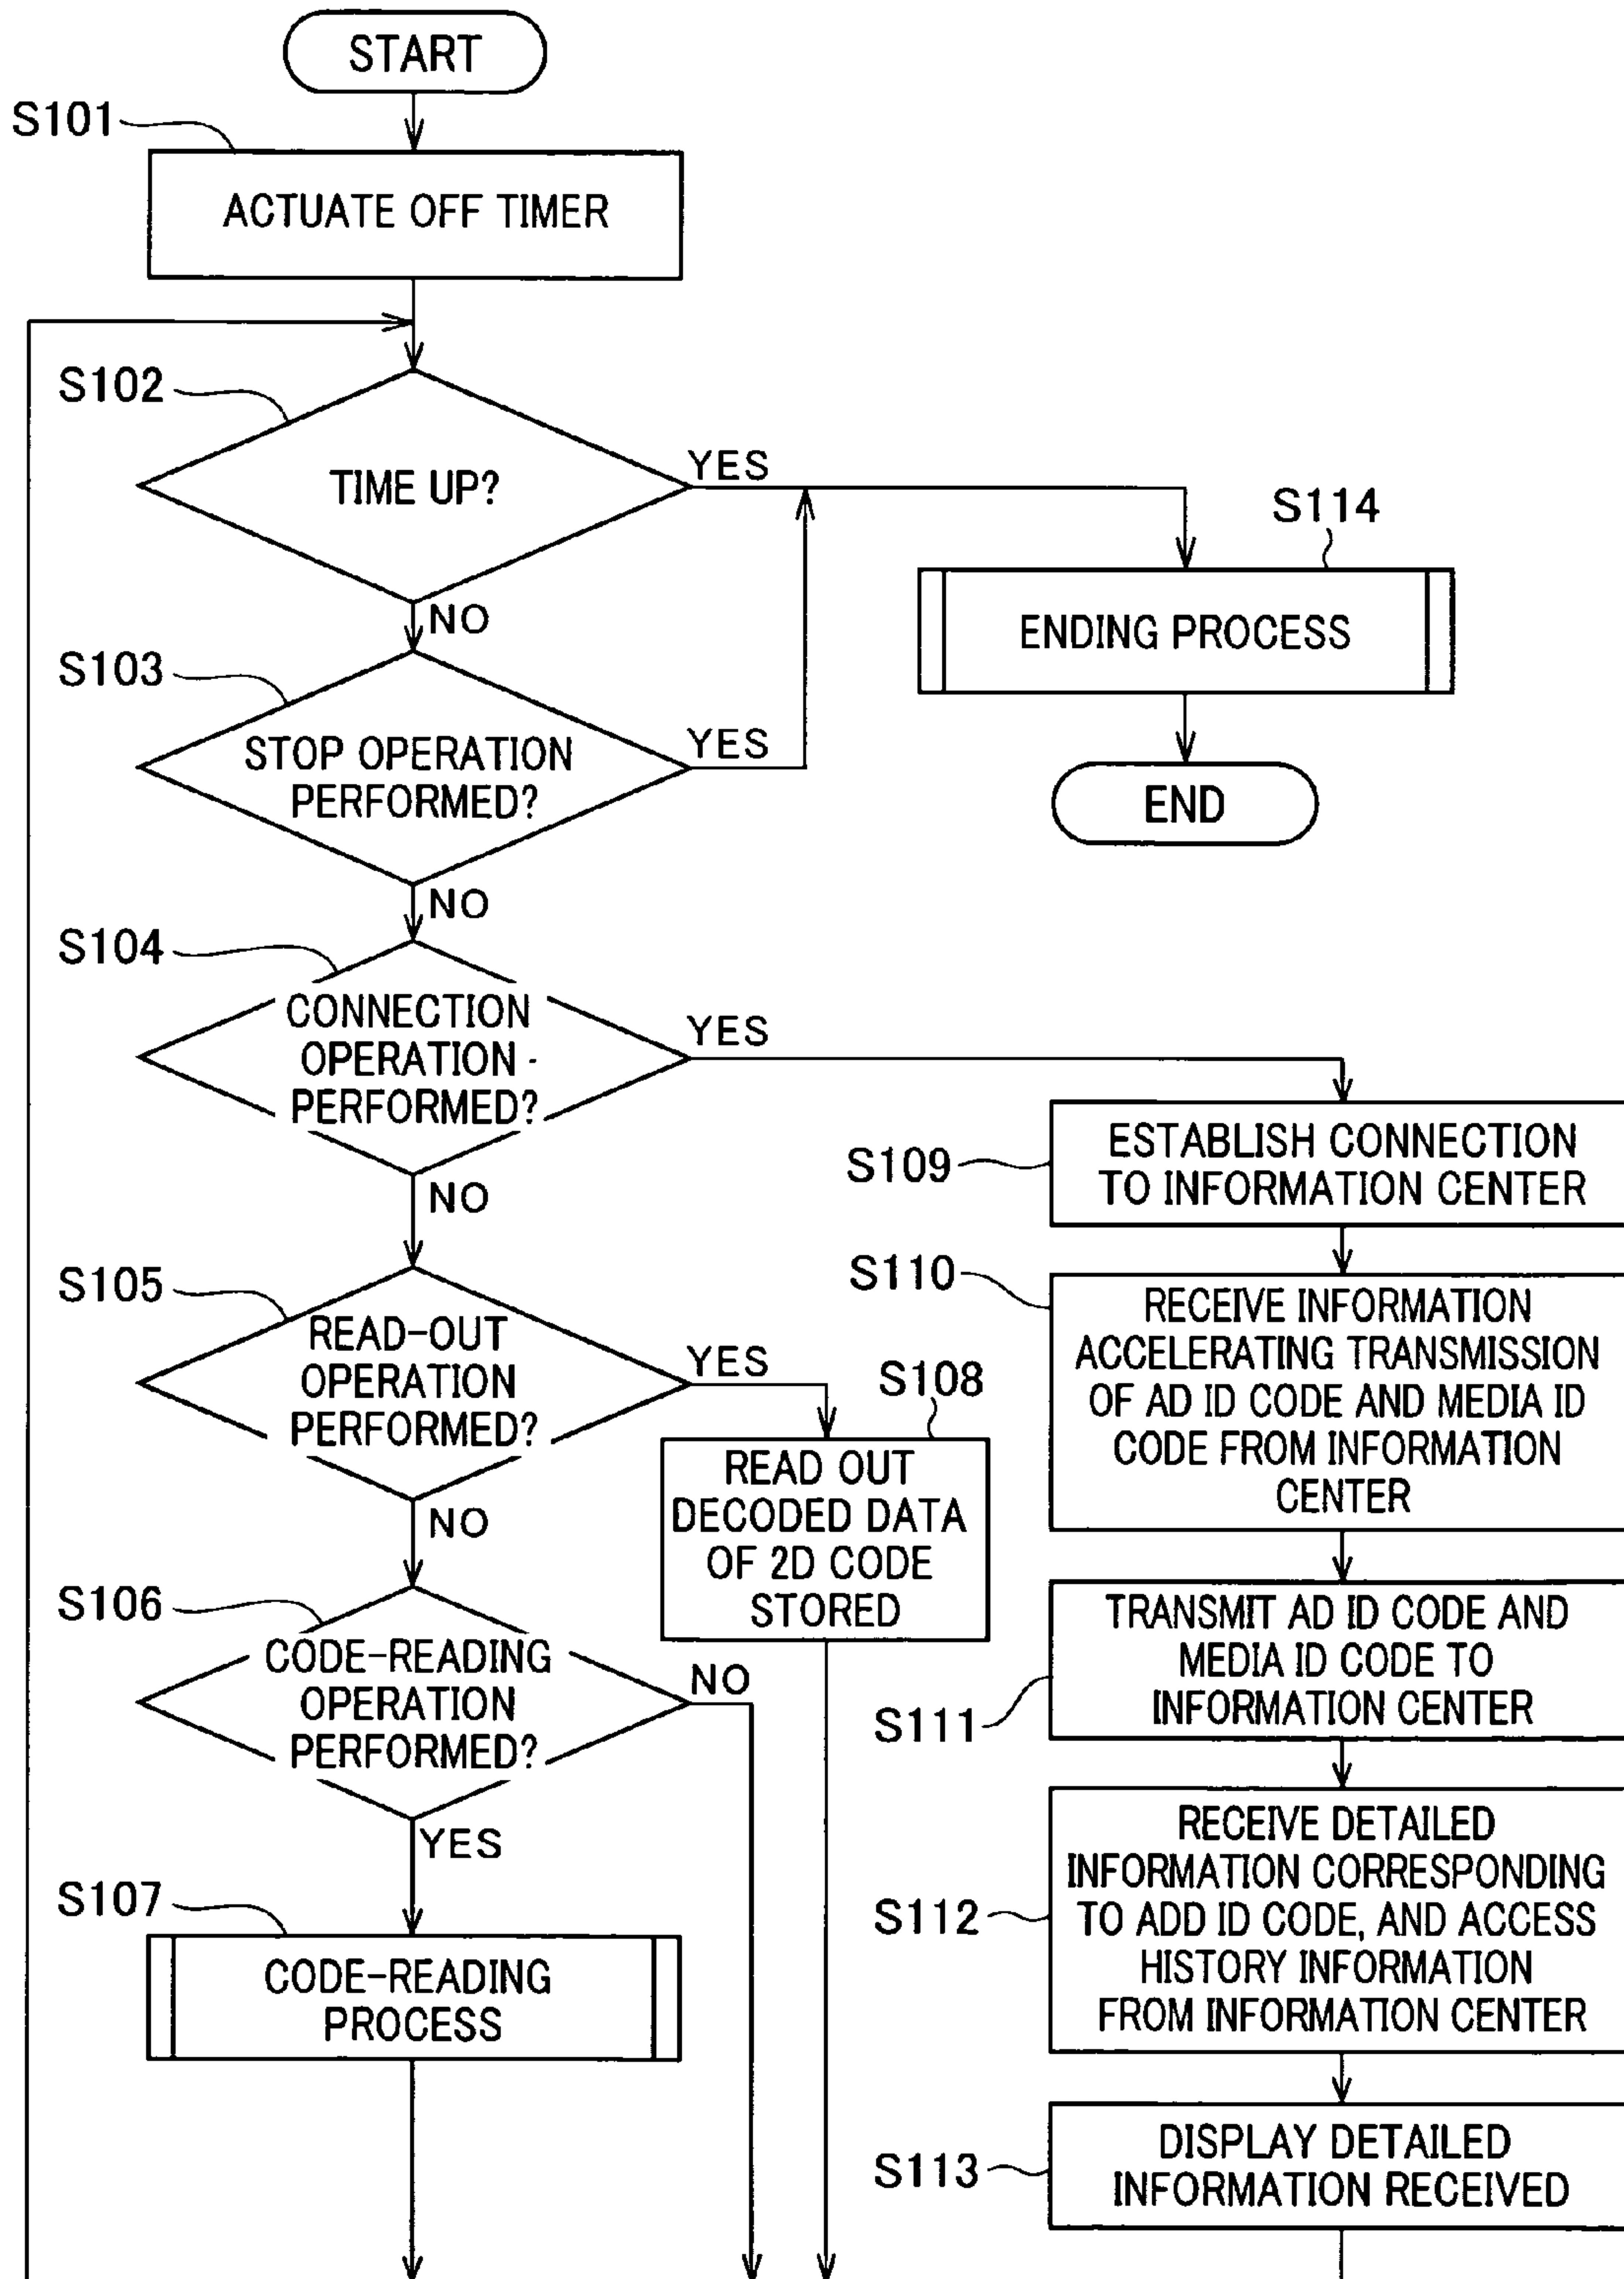 START
S101
ACTUATE OFF TIMER
S102
TIME UP?
YES
NO
S114
ENDING PROCESS
END
S103
STOP OPERATION
PERFORMED?
YES
NO
S104
CONNECTION
OPERATION
PERFORMED?
YES
NO
S109
ESTABLISH CONNECTION
TO INFORMATION CENTER
S105
READ-OUT
OPERATION
PERFORMED?
YES
NO
S108
READ OUT
DECODED DATA
OF 2D CODE
STORED
S110
RECEIVE INFORMATION
ACCELERATING TRANSMISSION
OF AD ID CODE AND MEDIA ID
CODE FROM INFORMATION
CENTER
S106
CODE-READING
OPERATION
PERFORMED?
NO
YES
S111
TRANSMIT AD ID CODE AND
MEDIA ID CODE TO
INFORMATION CENTER
S107
CODE-READING
PROCESS
S112
RECEIVE DETAILED
INFORMATION CORRESPONDING
TO ADD ID CODE, AND ACCESS
HISTORY INFORMATION
FROM INFORMATION CENTER
S113
DISPLAY DETAILED
INFORMATION RECEIVED